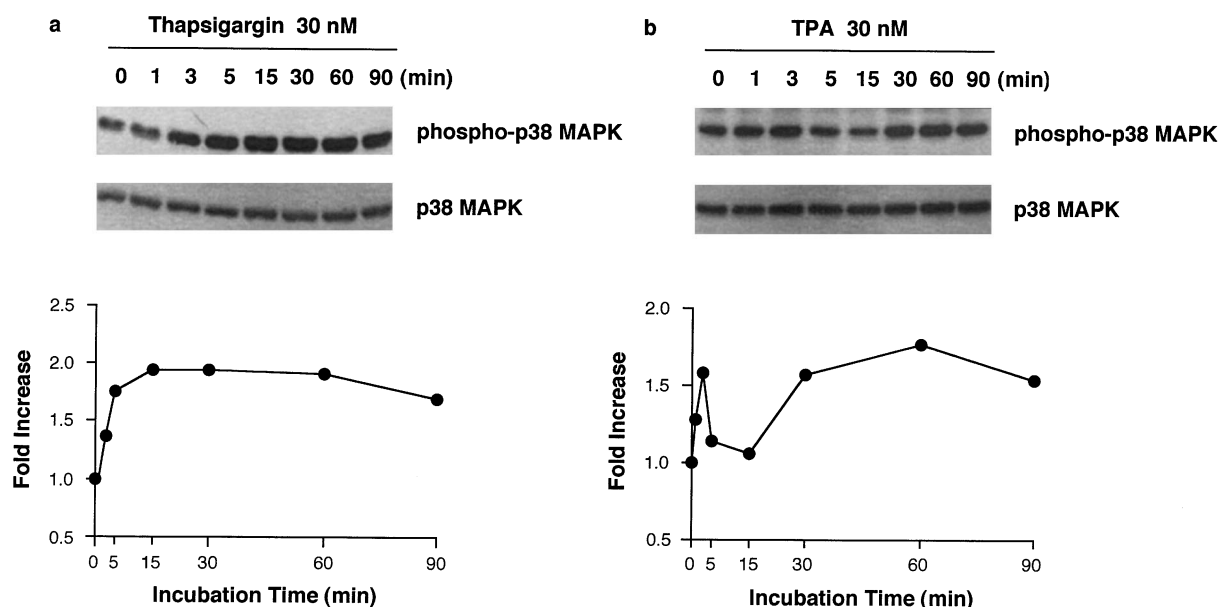 a
Thapsigargin 30 nM
0 1 3 5 15 30 60 90 (min)
phospho-p38 MAPK
p38 MAPK
2.5
2.0
1.5
1.0
0.5
Fold Increase
0 5 15 30 60 90
Incubation Time (min)
b
TPA 30 nM
0 1 3 5 15 30 60 90 (min)
phospho-p38 MAPK
p38 MAPK
2.0
1.5
1.0
0.5
Fold Increase
0 5 15 30 60 90
Incubation Time (min)